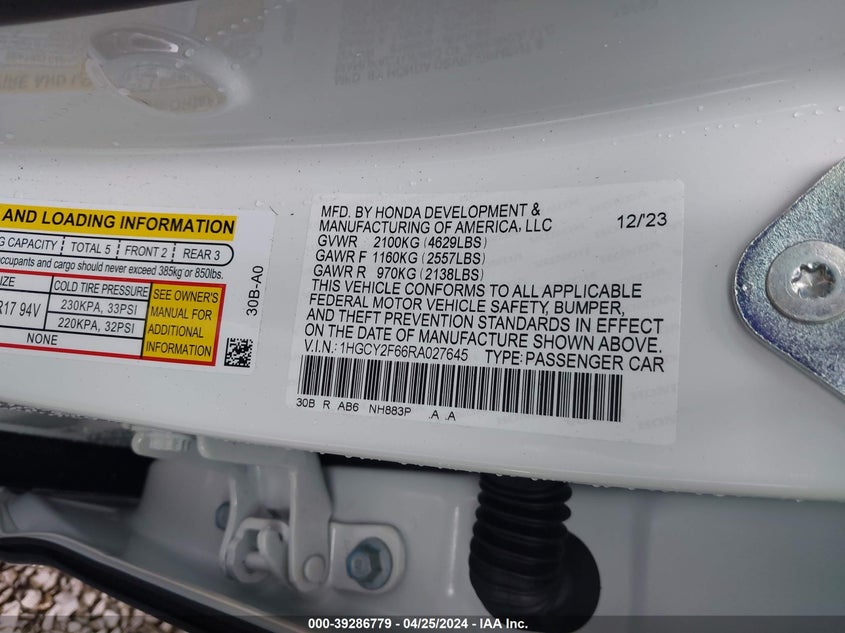 AND LOADING INFORMATION
G CAPACITY TOTAL 5 FRONT 2 REAR 3
occupants and cargo should never exceed 385kg or 850lbs.
SIZE COLD TIRE PRESSURE
R17 94V 230KPA, 33PSI
220KPA, 32PSI
NONE
SEE OWNER'S
MANUAL FOR
ADDITIONAL
INFORMATION
30B-A0
MFD. BY HONDA DEVELOPMENT &
MANUFACTURING OF AMERICA, LLC 12/'23
GVWR 2100KG (4629LBS)
GAWR F 1160KG (2557LBS)
GAWR R 970KG (2138LBS)
THIS VEHICLE CONFORMS TO ALL APPLICABLE
FEDERAL MOTOR VEHICLE SAFETY, BUMPER,
AND THEFT PREVENTION STANDARDS IN EFFECT
ON THE DATE OF MANUFACTURE SHOWN ABOVE.
V.I.N.: 1HGCY2F66RA027645 TYPE: PASSENGER CAR
30B R AB6 NH883P .A .A
000-39286779 - 04/25/2024 - IAA Inc.